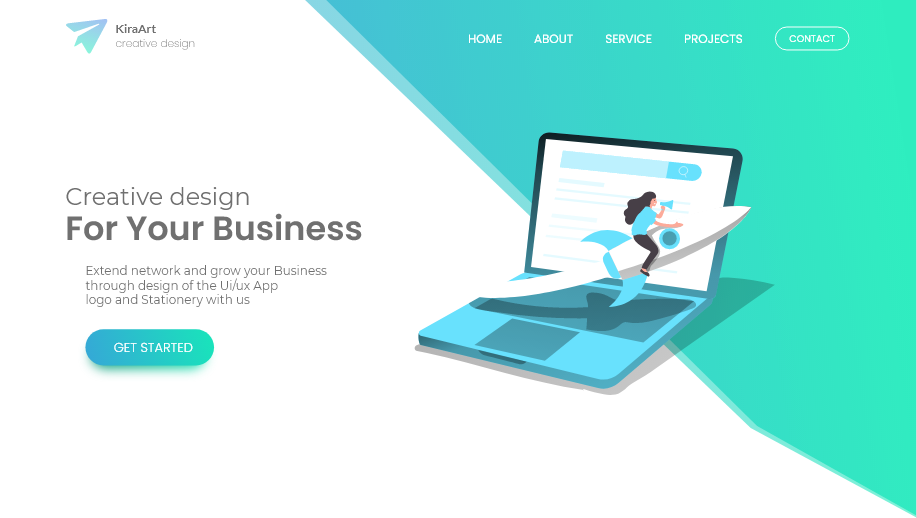 KiraArt
creative design
HOME
ABOUT
SERVICE
PROJECTS
CONTACT
Creative design
For Your Business
Extend network and grow your Business
through design of the Ui/ux App
logo and Stationery with us
GET STARTED